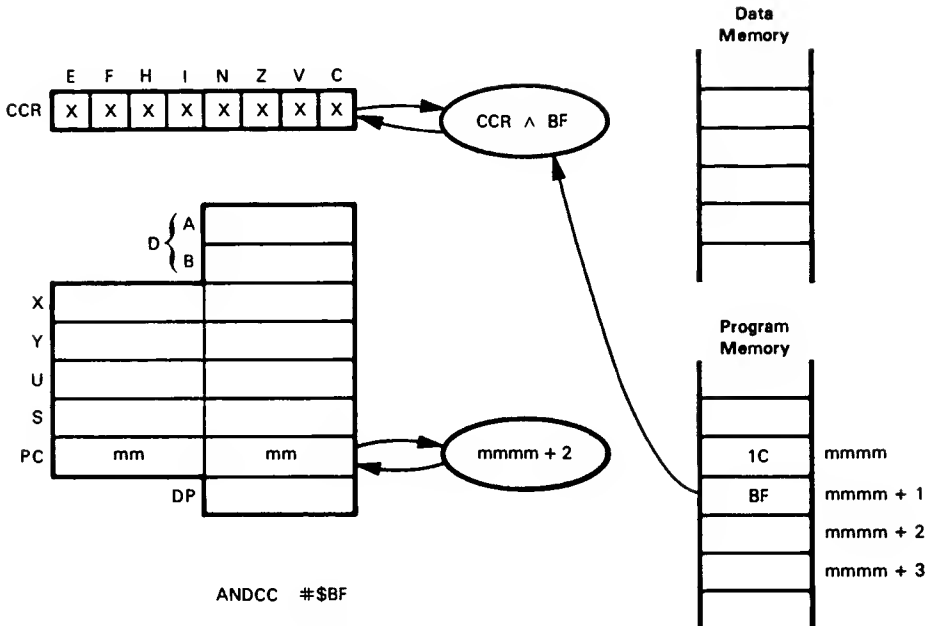 Data
Memory
E F H I N Z V C
CCR X X X X X X X X
CCR ∧ BF
D { A
B
X
Y
U
S
PC mm mm
mmmm + 2
DP
Program
Memory
1C mmmm
BF mmmm + 1
mmmm + 2
mmmm + 3
ANDCC #$BF